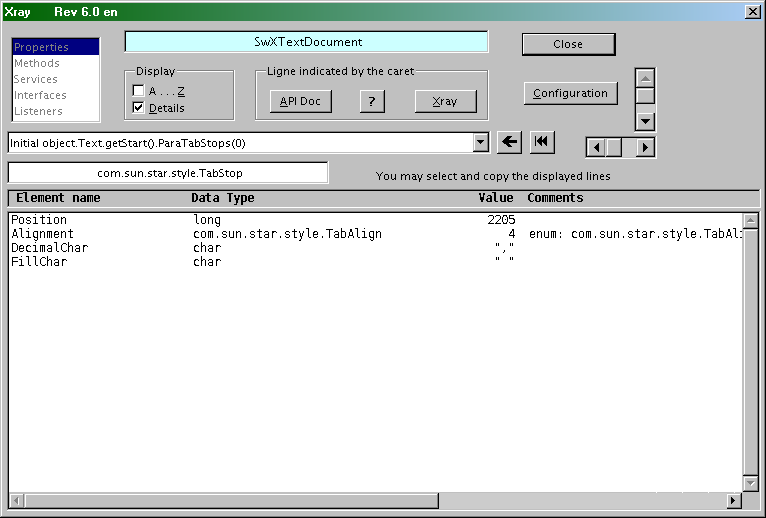 Xray Rev 6.0 en
Properties
Methods
Services
Interfaces
Listeners
SwXTextDocument
Close
Display
A . . . Z
Details
Ligne indicated by the caret
API Doc
?
Xray
Configuration
Initial object.Text.getStart().ParaTabStops(0)
com.sun.star.style.TabStop
You may select and copy the displayed lines
Element name Data Type Value Comments
Position long 2205
Alignment com.sun.star.style.TabAlign 4 enum: com.sun.star.style.TabAli
DecimalChar char ","
FillChar char " "